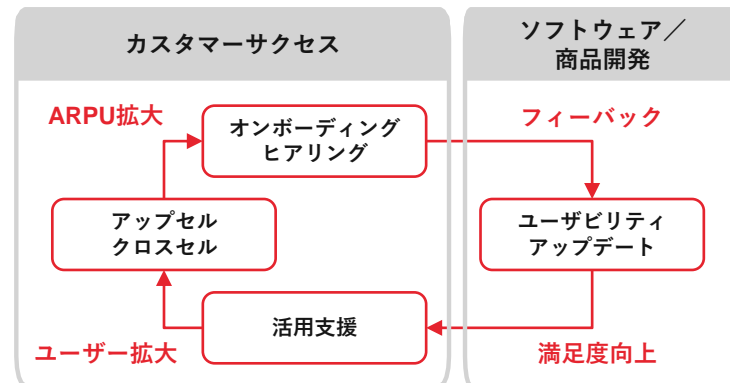 カスタマーサクセス
ソフトウェア／
商品開発
ARPU拡大
オンボーディング
ヒアリング
フィーバック
アップセル
クロスセル
ユーザビリティ
アップデート
活用支援
ユーザー拡大
満足度向上